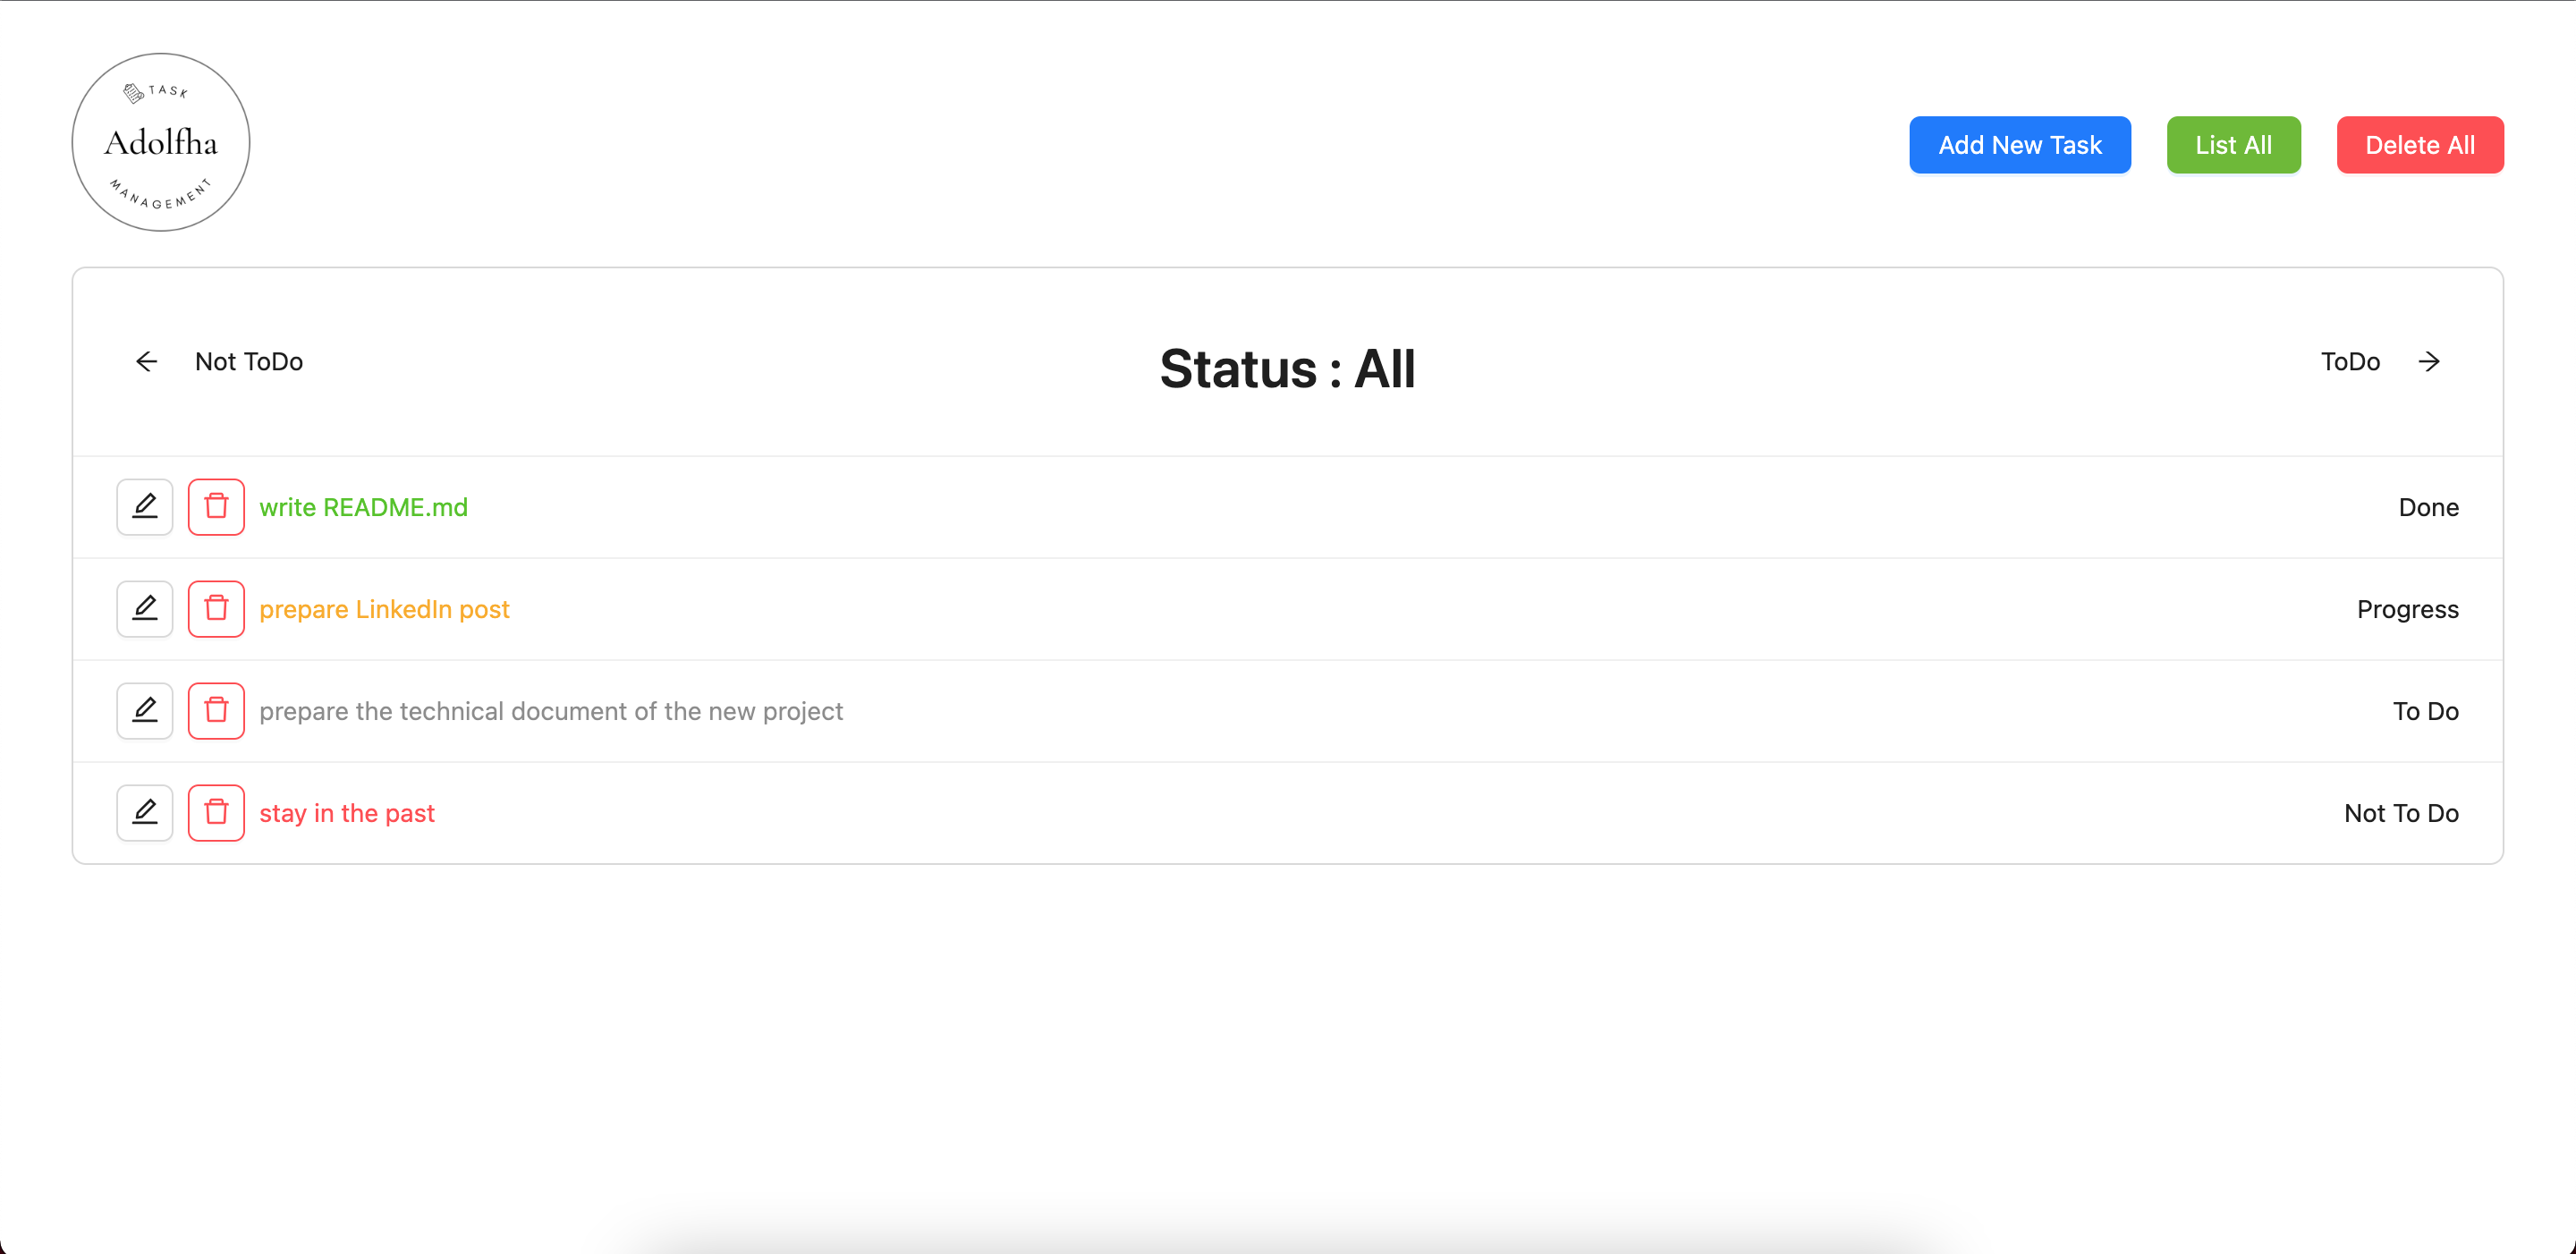 TASK
Adolfha
MANAGEMENT
Add New Task
List All
Delete All
Not ToDo
Status : All
ToDo
write README.md
Done
prepare LinkedIn post
Progress
prepare the technical document of the new project
To Do
stay in the past
Not To Do